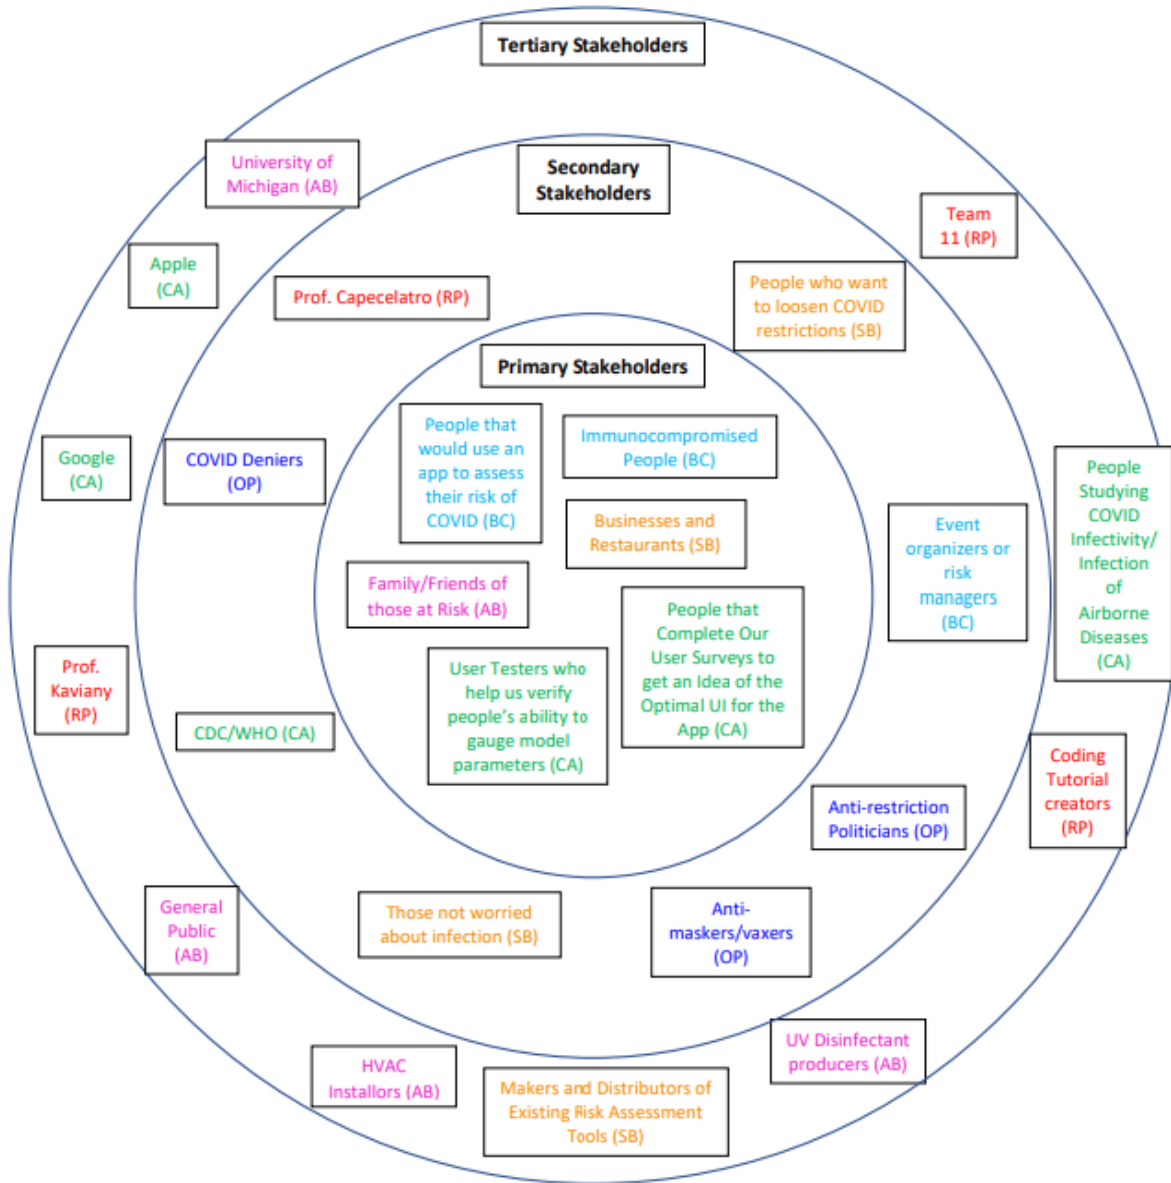 Tertiary Stakeholders
University of
Michigan (AB)
Secondary
Stakeholders
Team
11 (RP)
Apple
(CA)
Prof. Capecelatro (RP)
People who want
to loosen COVID
restrictions (SB)
Primary Stakeholders
People that
would use an
app to assess
their risk of
COVID (BC)
Immunocompromised
People (BC)
Google
(CA)
COVID Deniers
(OP)
Businesses and
Restaurants (SB)
Event
organizers or
risk
managers
(BC)
People
Studying
COVID
Infectivity/
Infection
of
Airborne
Diseases
(CA)
Family/Friends of
those at Risk (AB)
People that
Complete Our
User Surveys to
get an Idea of the
Optimal UI for the
App (CA)
Prof.
Kaviany
(RP)
User Testers who
help us verify
people's ability to
gauge model
parameters (CA)
CDC/WHO (CA)
Coding
Tutorial
creators
(RP)
Anti-restriction
Politicians (OP)
General
Public
(AB)
Those not worried
about infection (SB)
Anti-
maskers/vaxers
(OP)
UV Disinfectant
producers (AB)
HVAC
Installors (AB)
Makers and Distributors of
Existing Risk Assessment
Tools (SB)